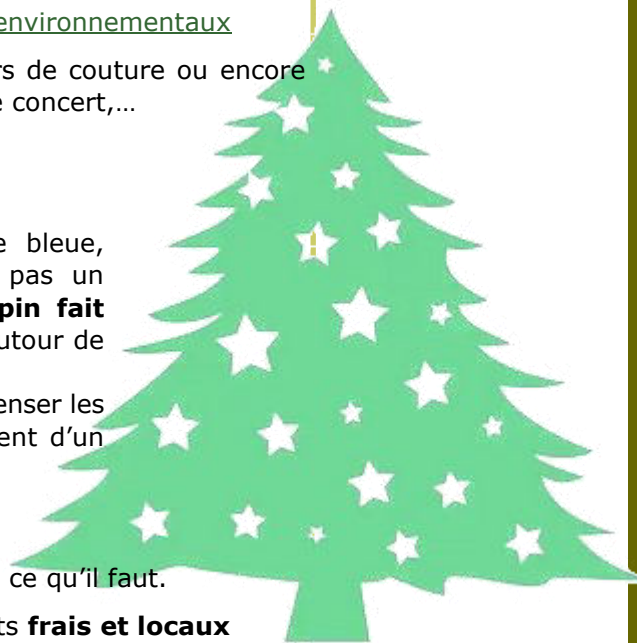 environnementaux
rs de couture ou encore
e concert,…
e bleue,
pas un
pin fait
utour de
enser les
ent d’un
ce qu’il faut.
ts frais et locaux